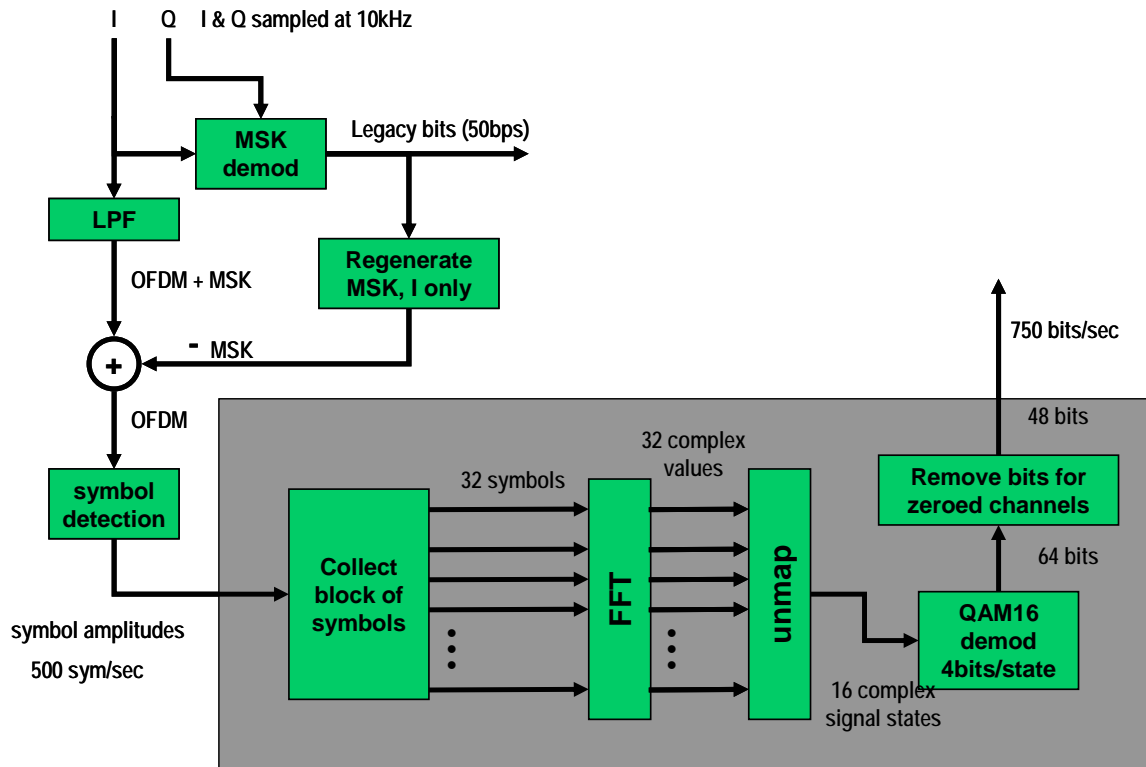 I Q I & Q sampled at 10kHz
MSK
demod
Legacy bits (50bps)
LPF
Regenerate
MSK, I only
OFDM + MSK
- MSK
+
OFDM
750 bits/sec
48 bits
symbol
detection
32 symbols
32 complex
values
Remove bits for
zeroed channels
64 bits
Collect
block of
symbols
FFT
unmap
QAM16
demod
4bits/state
symbol amplitudes
500 sym/sec
16 complex
signal states